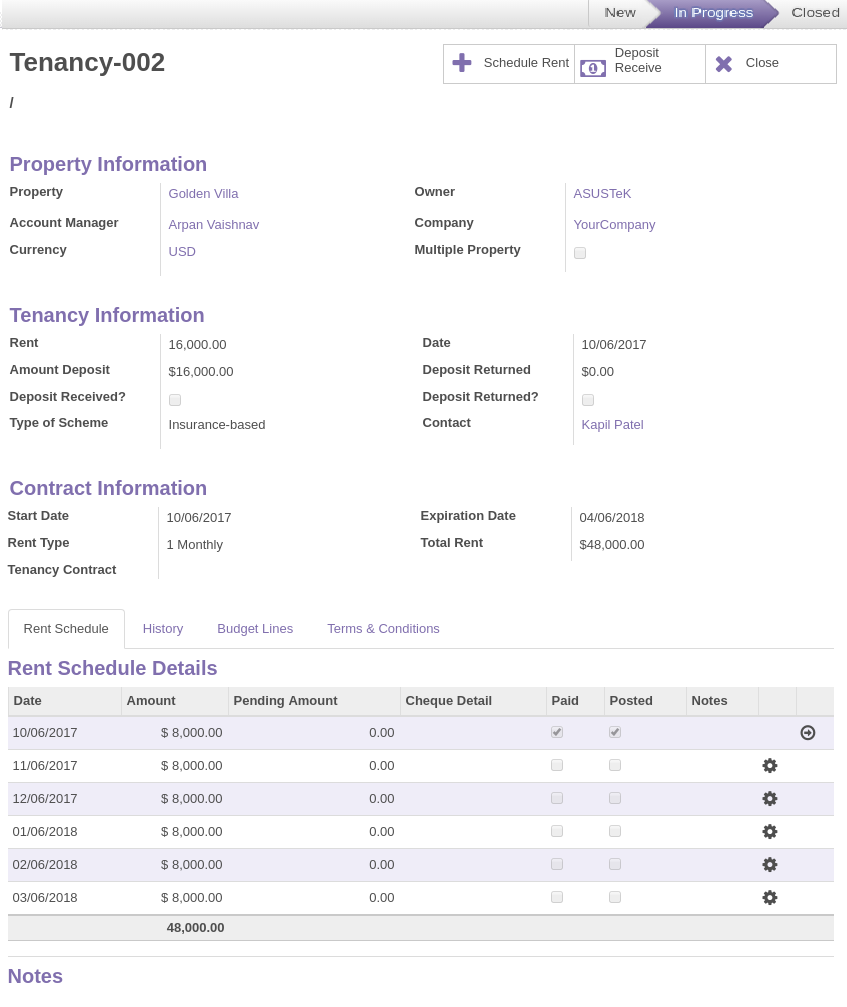 New In Progress Closed
Tenancy-002
Schedule Rent Deposit Receive Close
/
Property Information
Property Golden Villa Owner ASUSTeK
Account Manager Arpan Vaishnav Company YourCompany
Currency USD Multiple Property
Tenancy Information
Rent 16,000.00 Date 10/06/2017
Amount Deposit $16,000.00 Deposit Returned $0.00
Deposit Received? Deposit Returned?
Type of Scheme Insurance-based Contact Kapil Patel
Contract Information
Start Date 10/06/2017 Expiration Date 04/06/2018
Rent Type 1 Monthly Total Rent $48,000.00
Tenancy Contract
Rent Schedule History Budget Lines Terms & Conditions
Rent Schedule Details
Date Amount Pending Amount Cheque Detail Paid Posted Notes
10/06/2017 $ 8,000.00 0.00
11/06/2017 $ 8,000.00 0.00
12/06/2017 $ 8,000.00 0.00
01/06/2018 $ 8,000.00 0.00
02/06/2018 $ 8,000.00 0.00
03/06/2018 $ 8,000.00 0.00
48,000.00
Notes